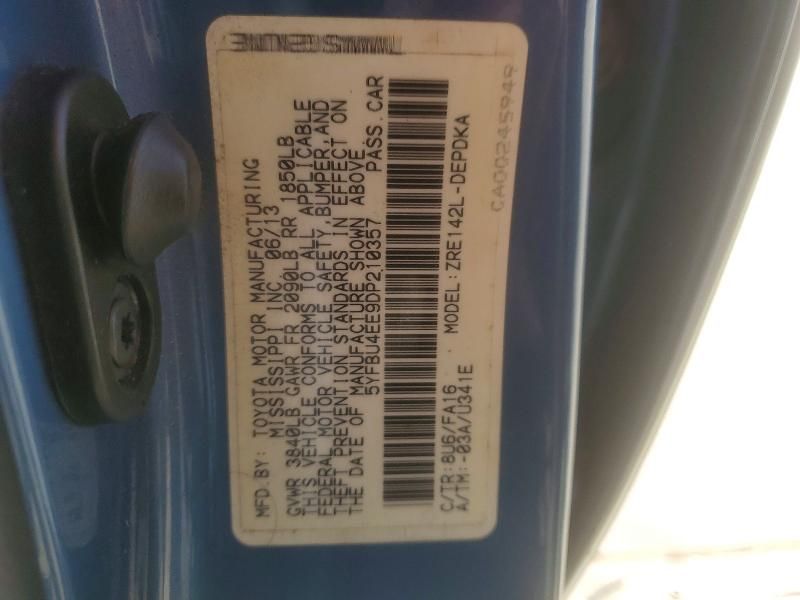 MFD.BY: TOYOTA MOTOR MANUFACTURING
MISSISSIPPI INC. 06/13
GVWR 3840LB GAWR FR 2090LB RR 1850LB
THIS VEHICLE CONFORMS TO ALL APPLICABLE
FEDERAL MOTOR VEHICLE SAFETY, BUMPER, AND
THEFT PREVENTION STANDARDS IN EFFECT ON
THE DATE OF MANUFACTURE SHOWN ABOVE.
5YFBU4EE9DP210357 PASS. CAR
C/TR: 8U6/FA16 MODEL: ZRE142L-DEPDKA
A/TM: -03A/U341E
CA00245949